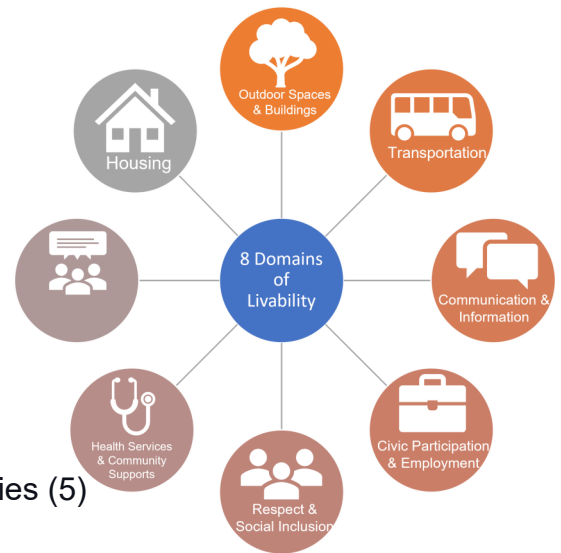 Outdoor Spaces
& Buildings
Transportation
Housing
8 Domains
of
Livability
Communication &
Information
Health Services
& Community
Supports
Civic Participation
& Employment
ies (5)
Respect &
Social Inclusion